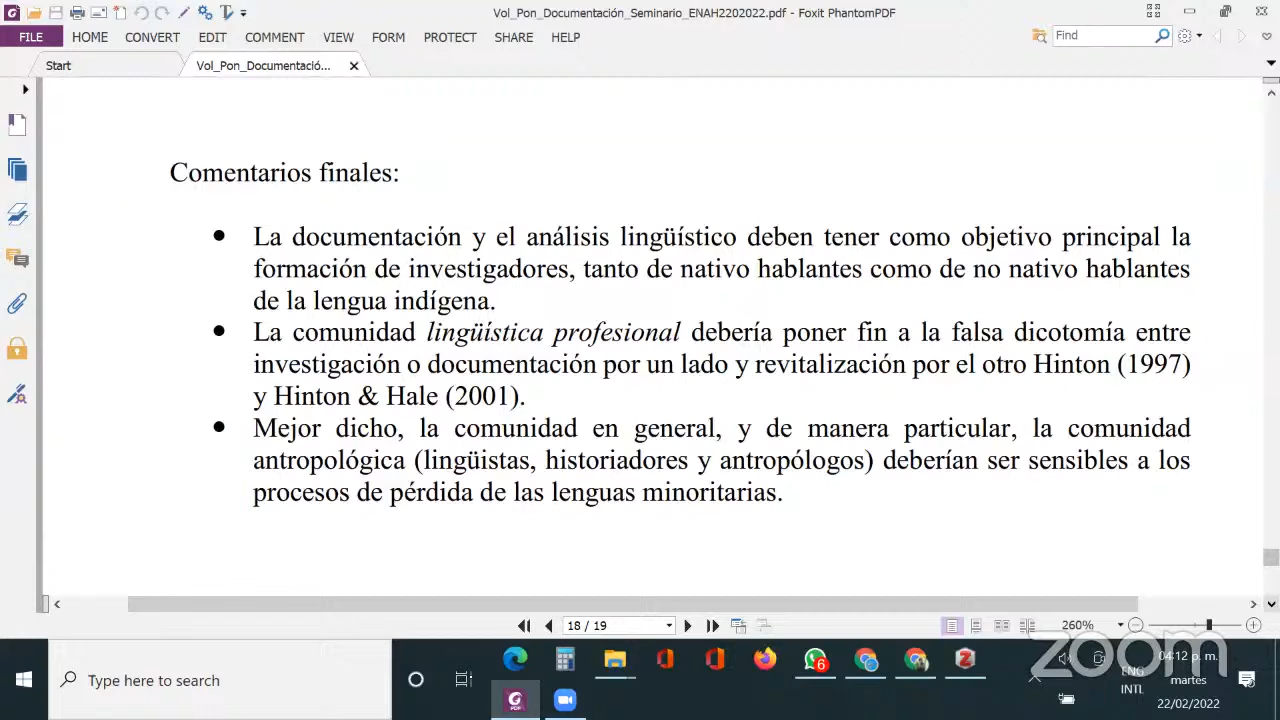 Vol_Pon_Documentación_Seminario_ENAH2202022.pdf - Foxit PhantomPDF
FILE HOME CONVERT EDIT COMMENT VIEW FORM PROTECT SHARE HELP Find
Start Vol_Pon_Documentació...
Comentarios finales:
• La documentación y el análisis lingüístico deben tener como objetivo principal la
formación de investigadores, tanto de nativo hablantes como de no nativo hablantes
de la lengua indígena.
• La comunidad lingüística profesional debería poner fin a la falsa dicotomía entre
investigación o documentación por un lado y revitalización por el otro Hinton (1997)
y Hinton & Hale (2001).
• Mejor dicho, la comunidad en general, y de manera particular, la comunidad
antropológica (lingüistas, historiadores y antropólogos) deberían ser sensibles a los
procesos de pérdida de las lenguas minoritarias.
18 / 19 260%
zoom
Type here to search
6
PDF
ENG
INTL
04:12 p. m.
martes
22/02/2022